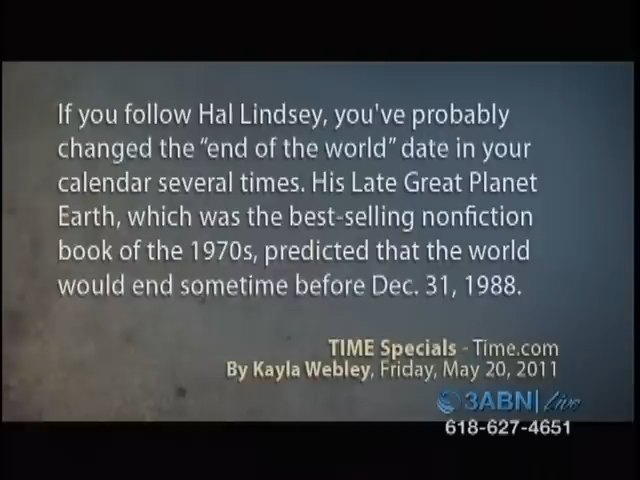 If you follow Hal Lindsey, you've probably
changed the “end of the world” date in your
calendar several times. His Late Great Planet
Earth, which was the best-selling nonfiction
book of the 1970s, predicted that the world
would end sometime before Dec. 31, 1988.
TIME Specials - Time.com
By Kayla Webley, Friday, May 20, 2011
3ABN| Live
618-627-4651